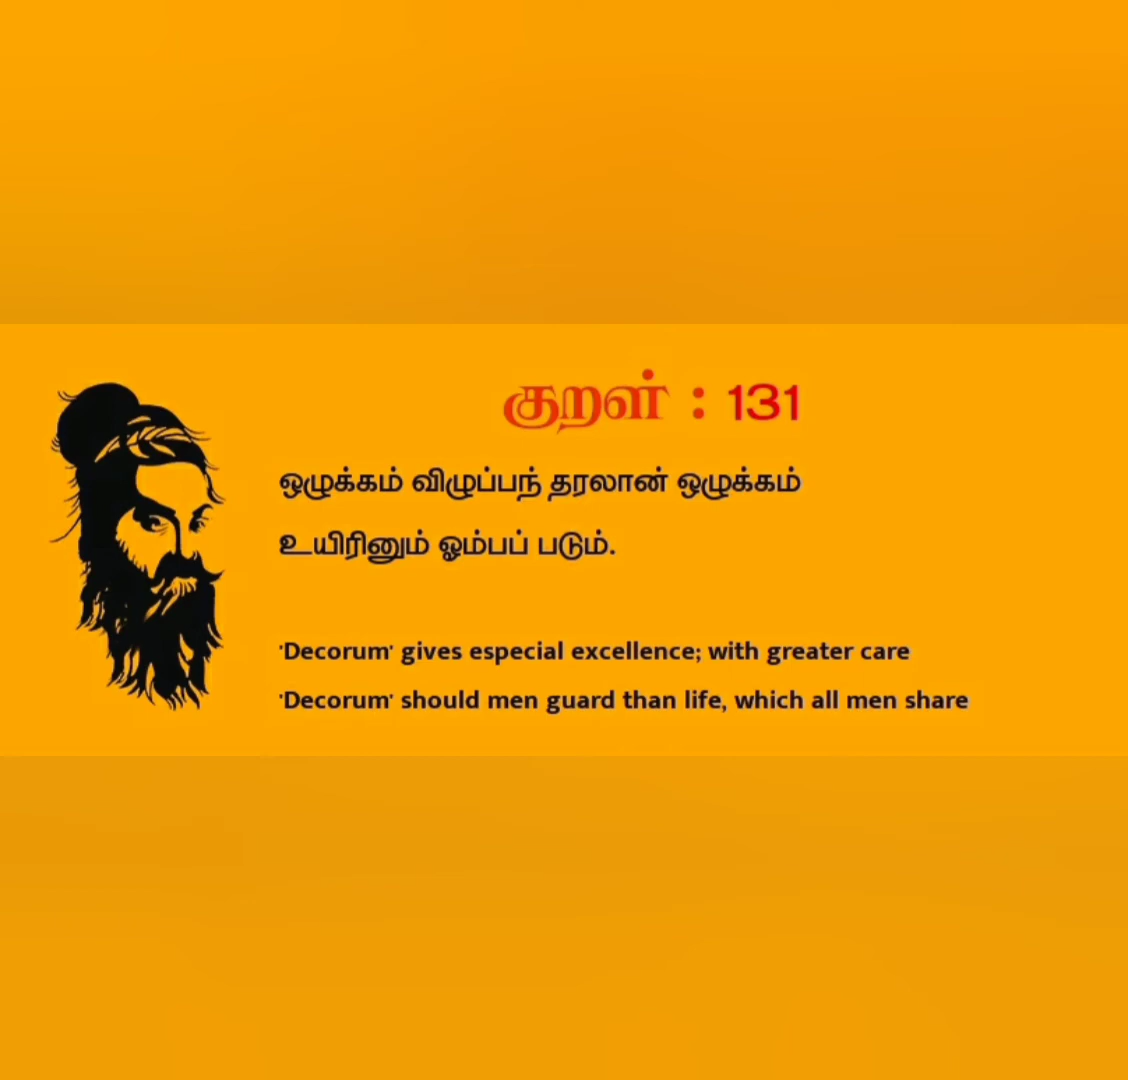 குறள் : 131
ஒழுக்கம் விழுப்பந் தரலான் ஒழுக்கம்
உயிரினும் ஓம்பப் படும்.
'Decorum' gives especial excellence; with greater care
'Decorum' should men guard than life, which all men share